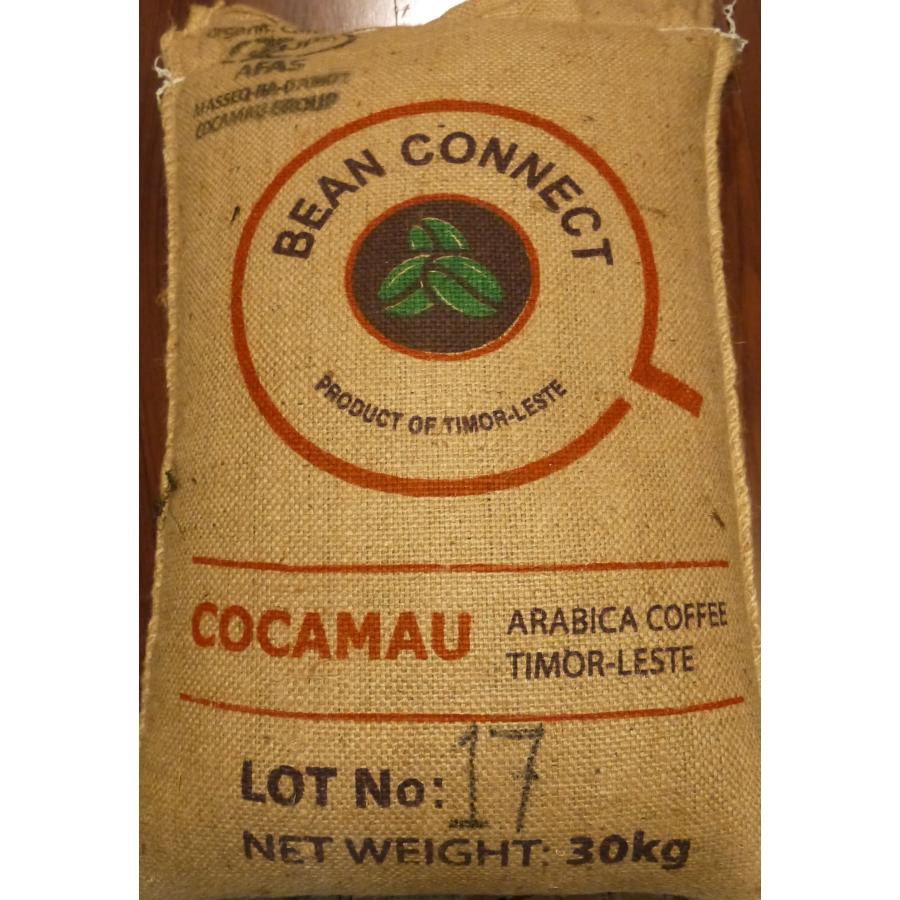 AFAS
COCAMAU GROUP
BEAN CONNECT
PRODUCT OF TIMOR-LESTE
COCAMAU
ARABICA COFFEE
TIMOR-LESTE
LOT No: 17
NET WEIGHT: 30kg